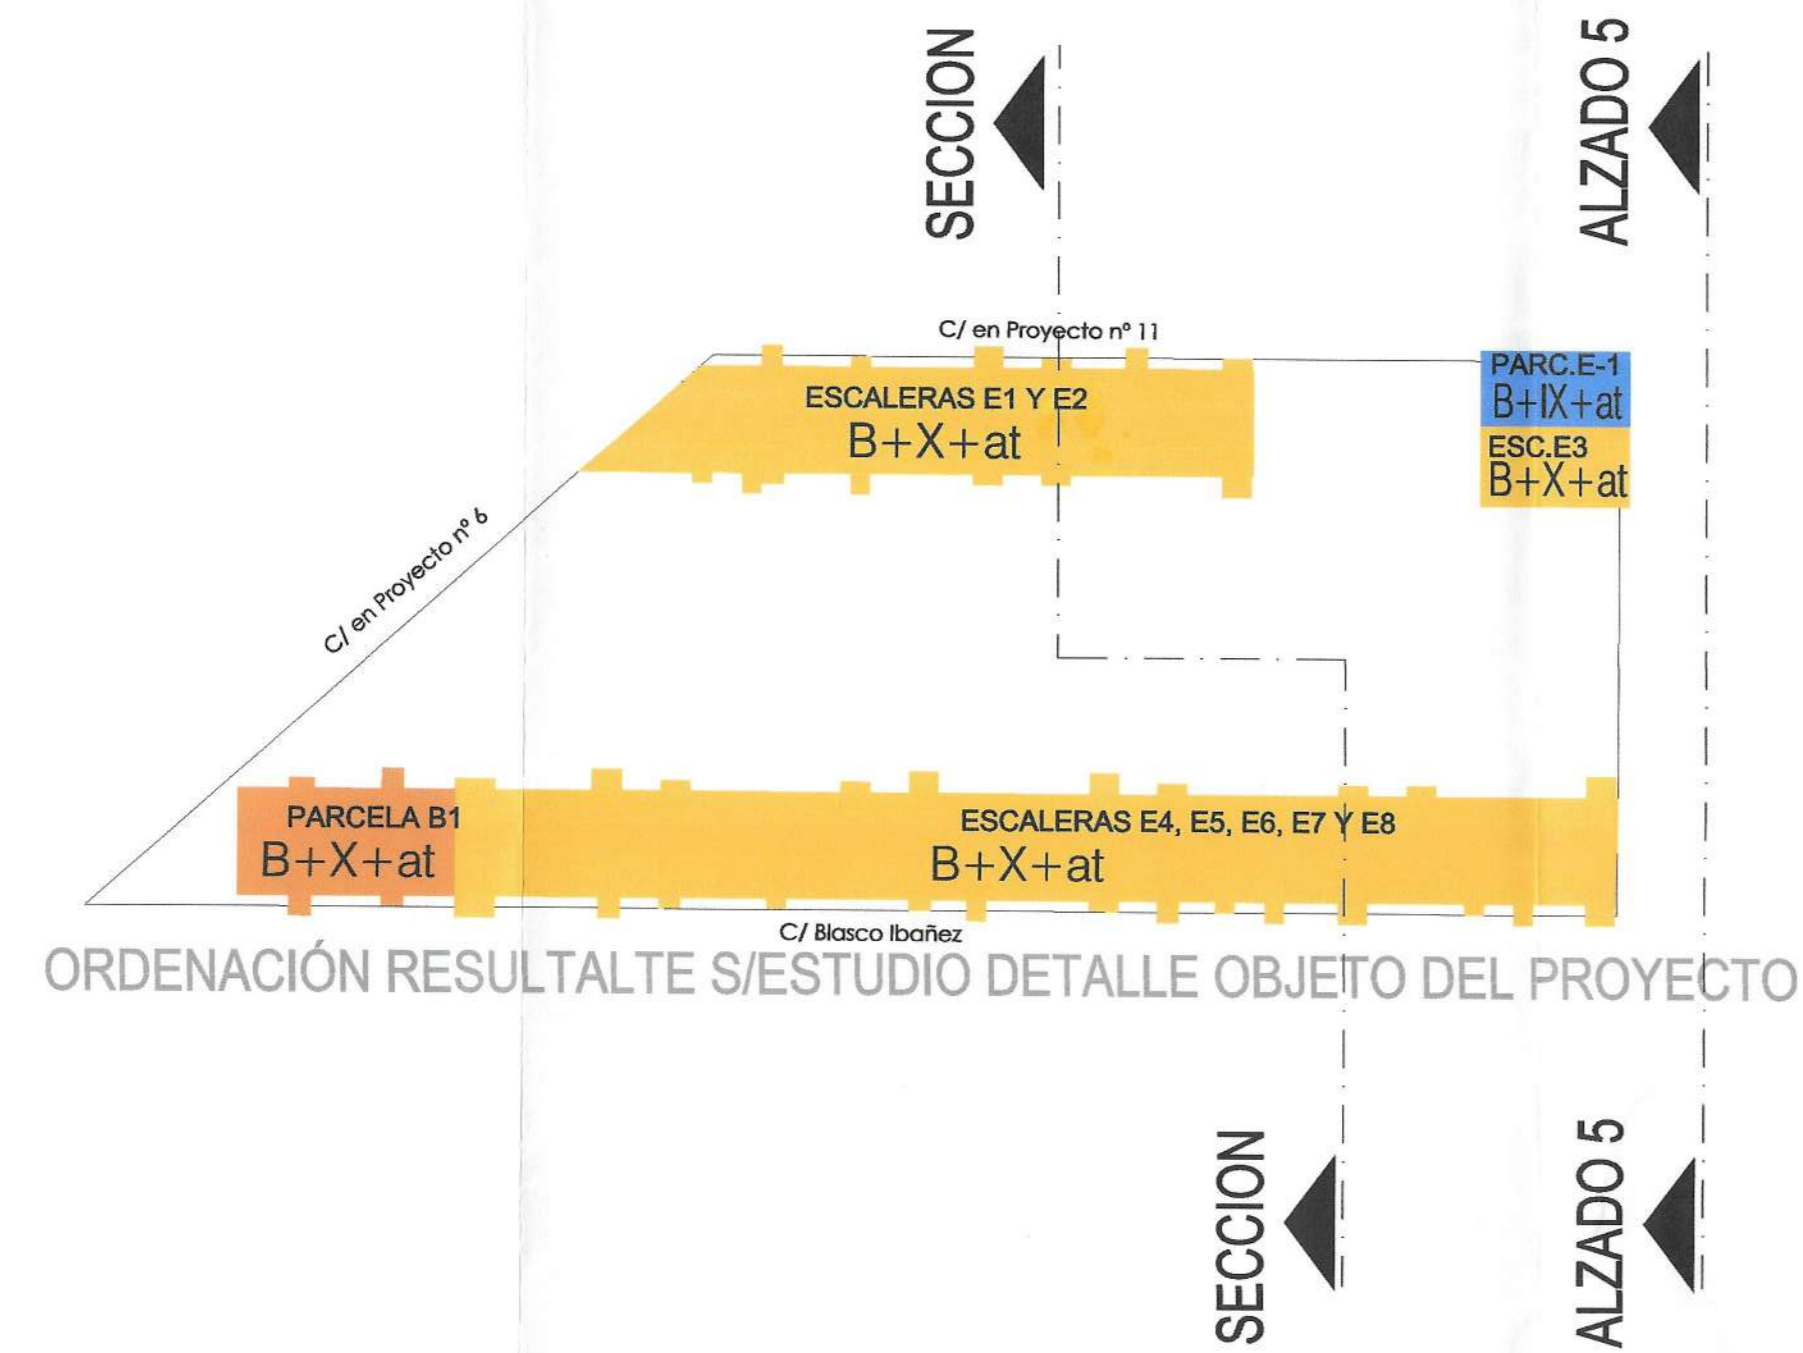 SECCION
ALZADO 5
C/ en Proyecto nº 11
PARC.E-1
B+IX+at
ESCALERAS E1 Y E2
B+X+at
ESC.E3
B+X+at
C/ en Proyecto nº 6
PARCELA B1
B+X+at
ESCALERAS E4, E5, E6, E7 Y E8
B+X+at
C/ Blasco Ibañez
ORDENACIÓN RESULTALTE S/ESTUDIO DETALLE OBJETO DEL PROYECTO
SECCION
ALZADO 5